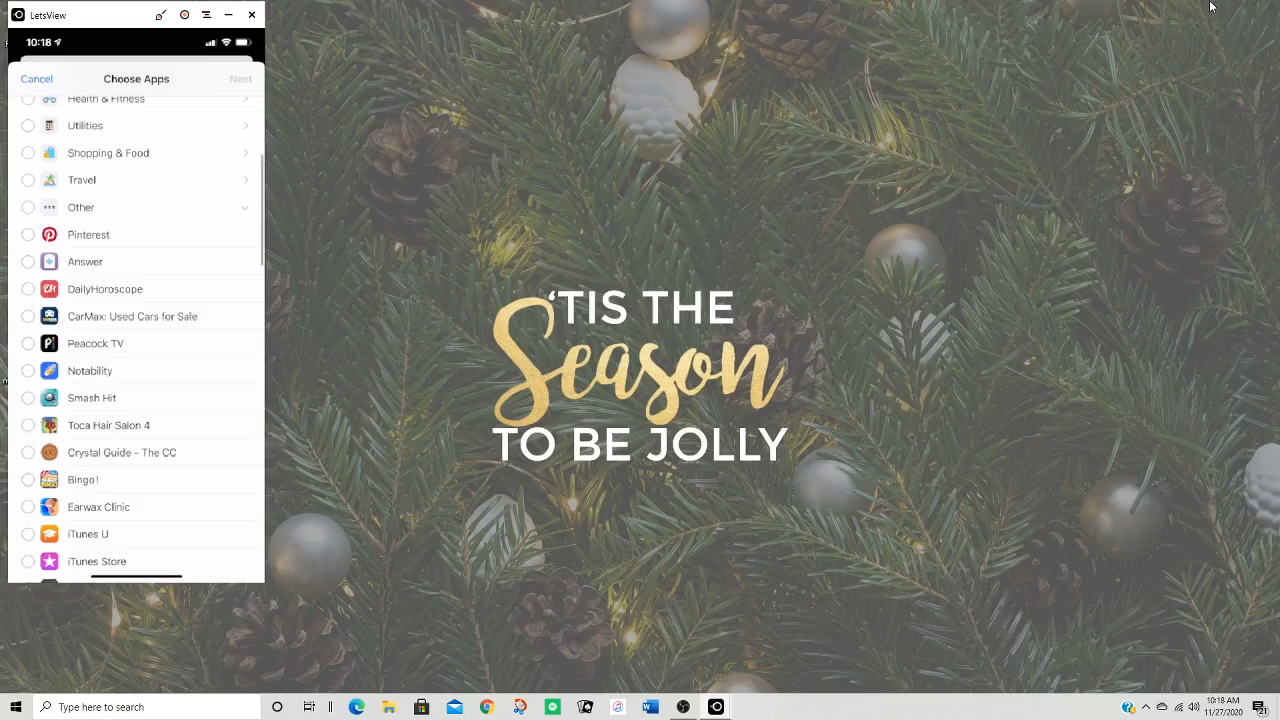 LetsView
10:18
Cancel
Choose Apps
Next
Health & Fitness
Utilities
Shopping & Food
Travel
Other
Pinterest
Answer
DailyHoroscope
CarMax: Used Cars for Sale
Peacock TV
Notability
Smash Hit
Toca Hair Salon 4
Crystal Guide - The CC
Bingo!
Earwax Clinic
iTunes U
iTunes Store
'TIS THE
Season
TO BE JOLLY
Type here to search
10:18 AM
11/27/2020
21